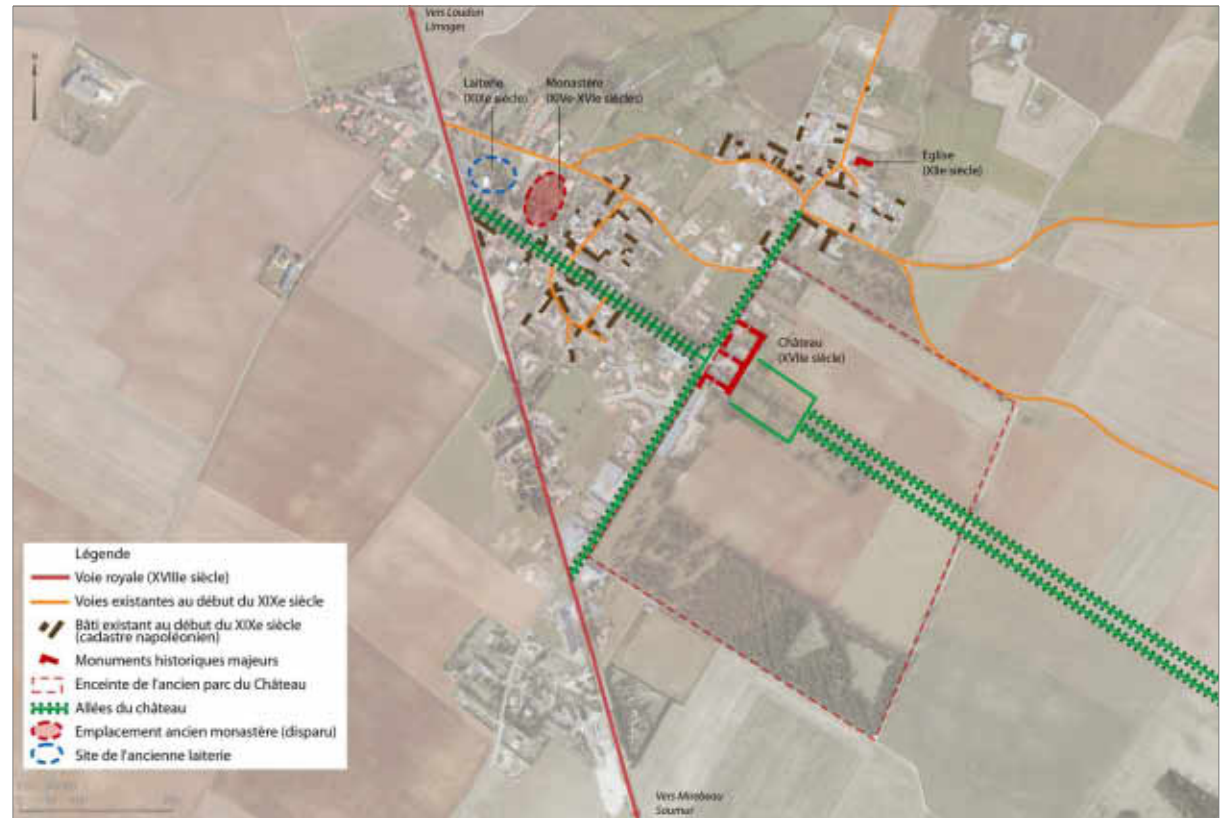 Vers Loudun
Limoges
Laiterie
(XIXe siècle)
Monastère
(XIVe-XVIe siècles)
Eglise
(XIIe siècle)
Château
(XVIIe siècle)
Légende
Voie royale (XVIIIe siècle)
Voies existantes au début du XIXe siècle
Bâti existant au début du XIXe siècle
(cadastre napoléonien)
Monuments historiques majeurs
Enceinte de l'ancien parc du Château
Allées du château
Emplacement ancien monastère (disparu)
Site de l'ancienne laiterie
Vers Mirebeau
Saumur